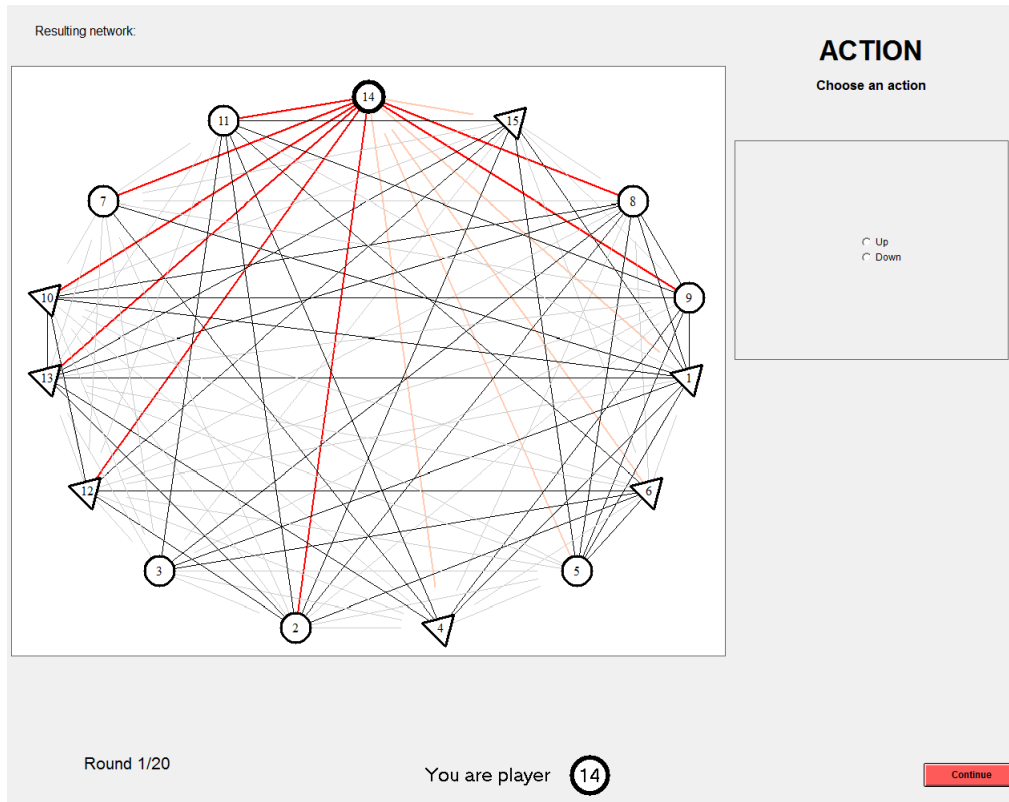 Resulting network:
ACTION
Choose an action
14
11
15
7
8
10
9
13
1
12
6
3
5
2
4
Up
Down
Round 1/20
You are player 14
Continue